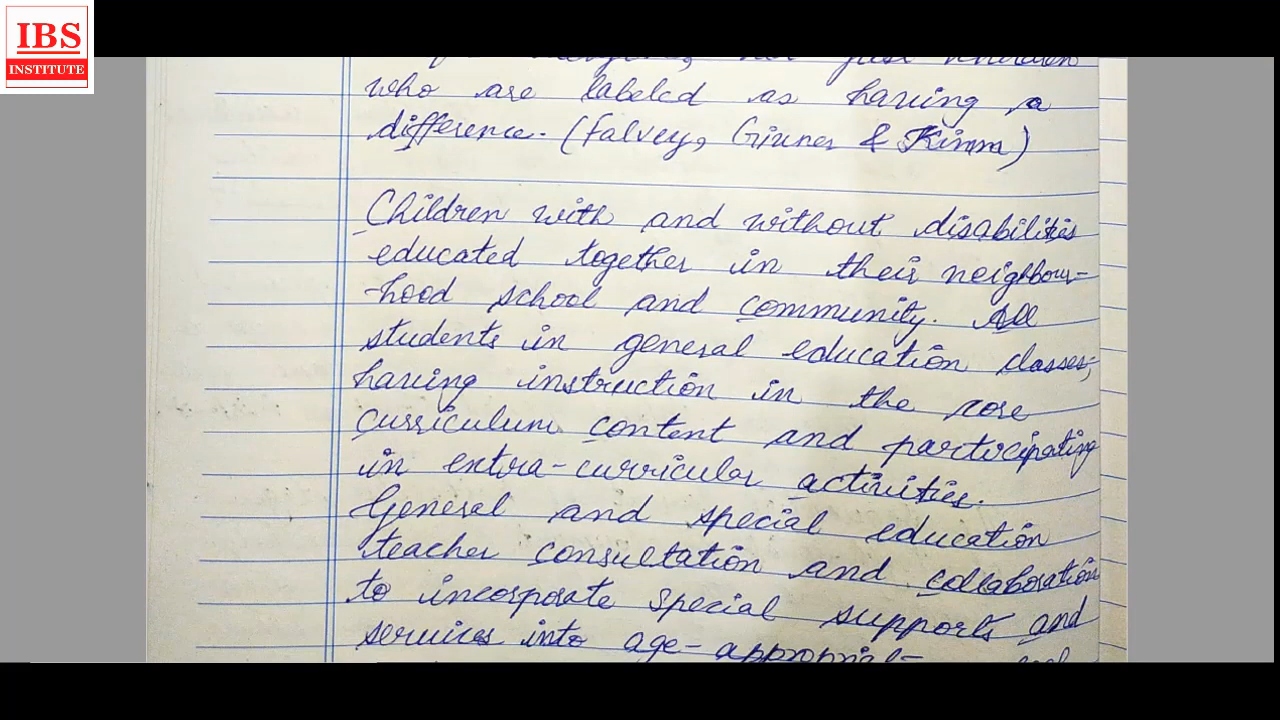 IBS
INSTITUTE
just children
who are labeled as having a
difference. (Falvey, Givner & Kimm)
Children with and without disabilities
educated together in their neighbour-
-hood school and community. All
students in general education classes;
having instruction in the core
curriculum content and participating
in extra-curricular activities.
General and special education
teacher consultation and collaboration
to incorporate special supports and
services into age-appropriat-